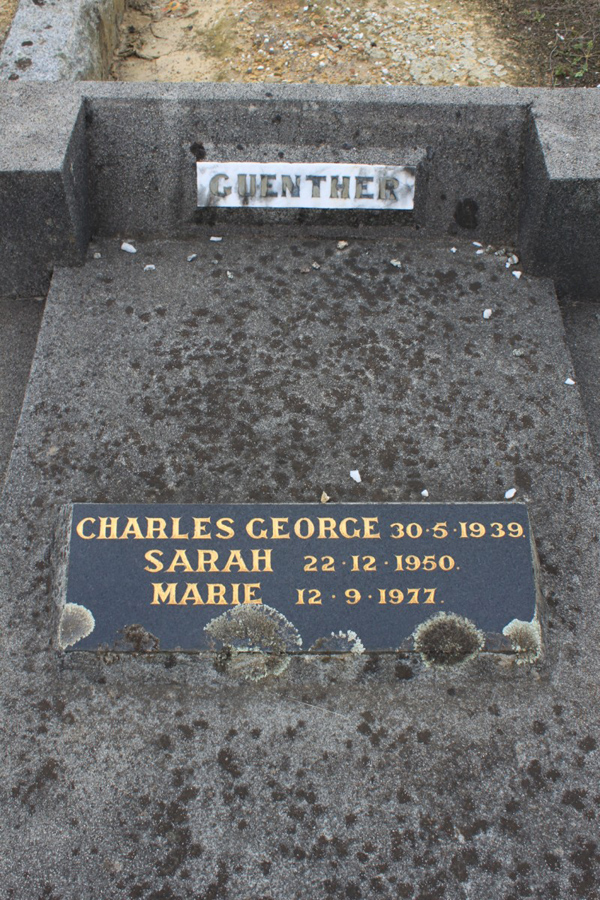 GUENTHER
CHARLES GEORGE 30·5·1939.
SARAH 22·12·1950.
MARIE 12·9·1977.